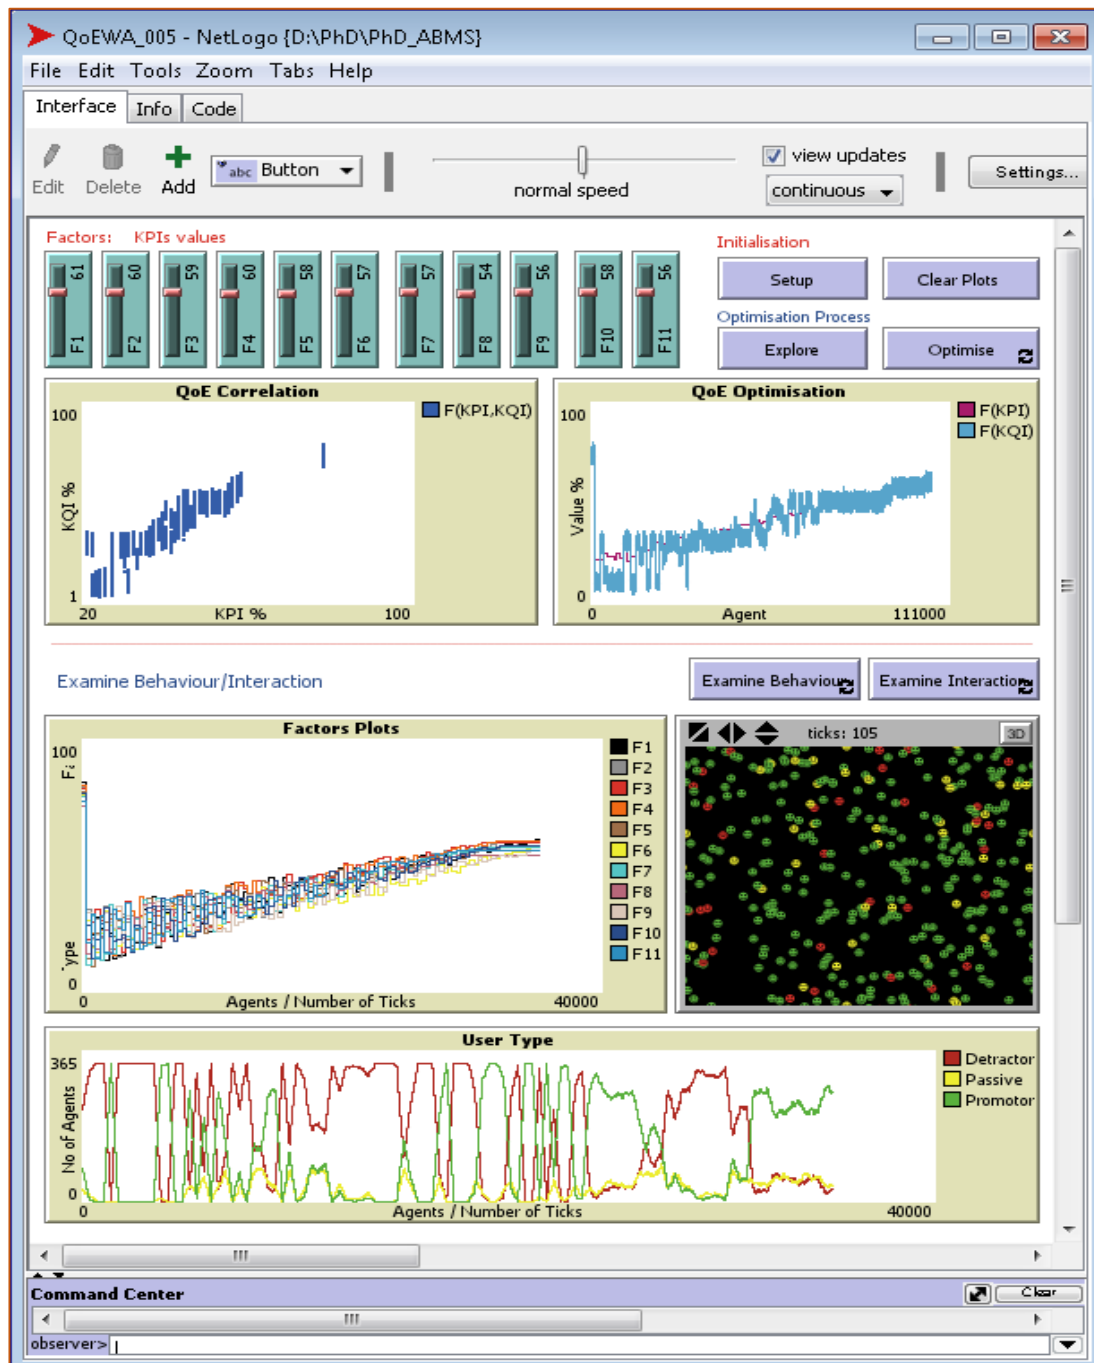 QoEWA_005 - NetLogo {D:\PhD\PhD_ABMS}
File Edit Tools Zoom Tabs Help
Interface Info Code
Edit Delete Add abc Button normal speed view updates continuous Settings...
Factors: KPIs values
F1 61 F2 60 F3 59 F4 60 F5 58 F6 57 F7 57 F8 54 F9 56 F10 58 F11 56
Initialisation
Setup Clear Plots
Optimisation Process
Explore Optimise
QoE Correlation
100
KQI %
1
20 KPI % 100
F(KPI,KQI)
QoE Optimisation
100
Value %
0
0 Agent 111000
F(KPI)
F(KQI)
Examine Behaviour/Interaction
Examine Behaviour Examine Interaction
Factors Plots
100
0
0 Agents / Number of Ticks 40000
F1
F2
F3
F4
F5
F6
F7
F8
F9
F10
F11
ticks: 105 3D
User Type
365
No of Agents
0
0 Agents / Number of Ticks 40000
Detractor
Passive
Promotor
Command Center Clear
observer>